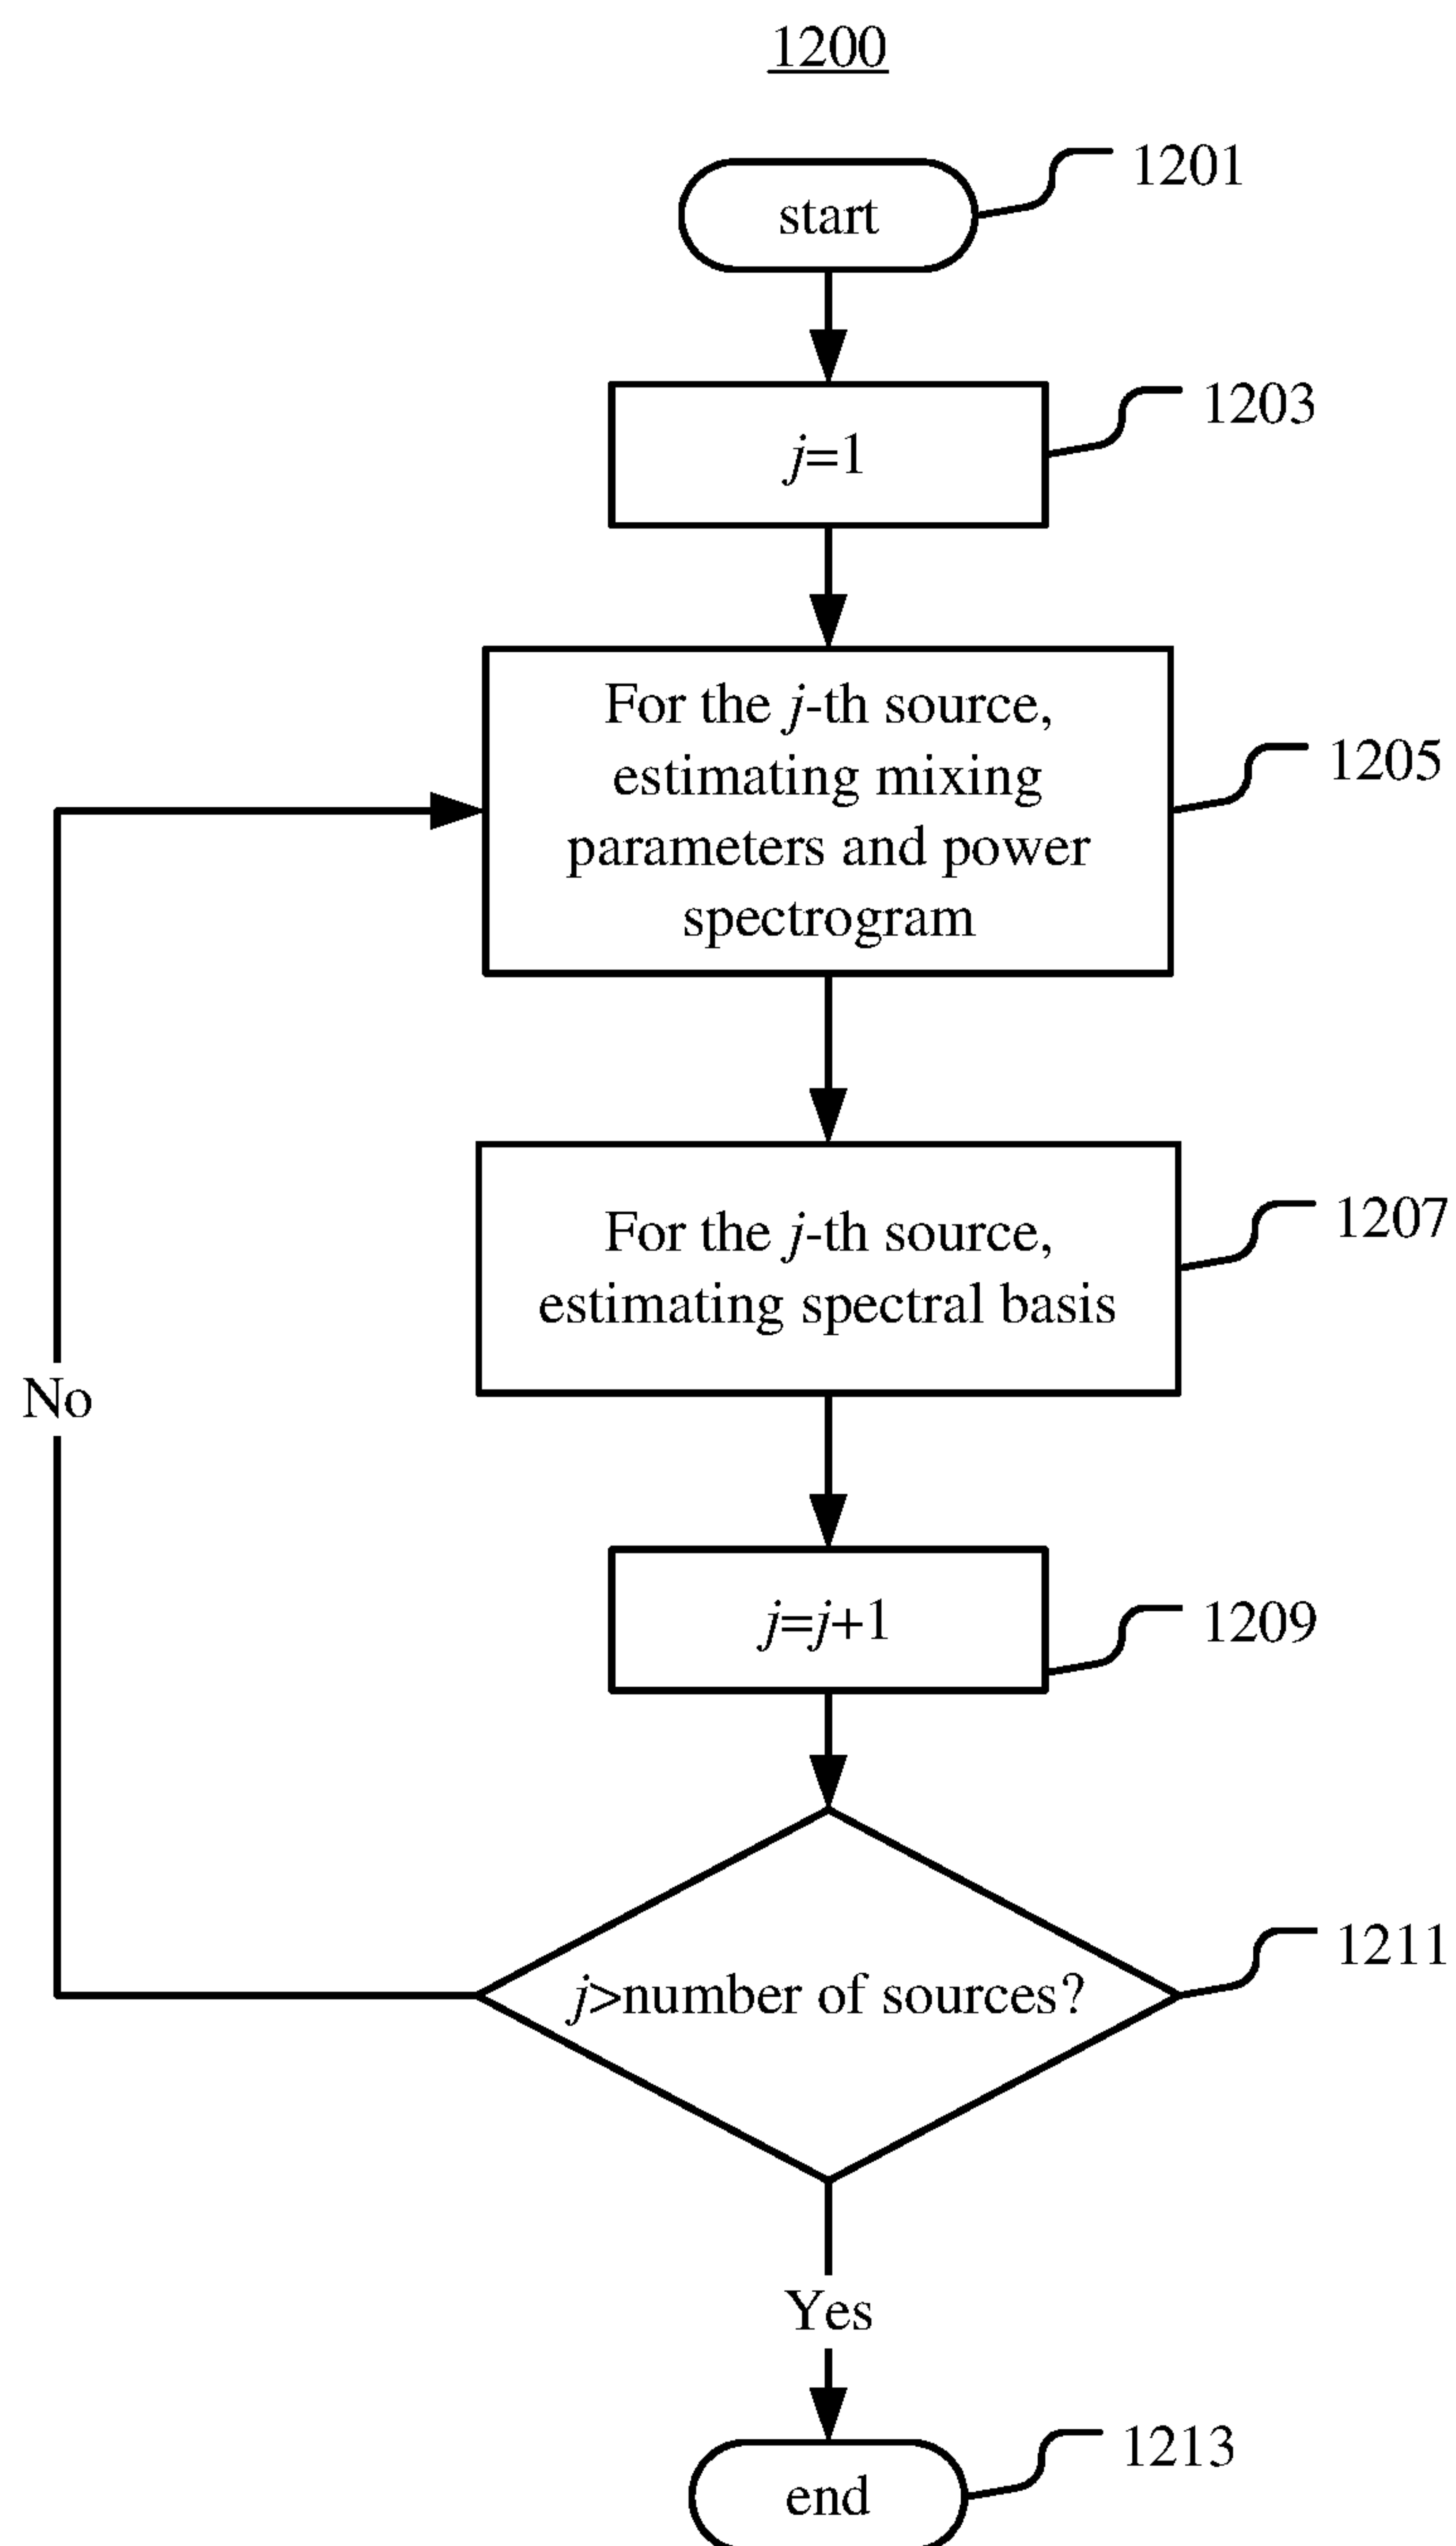 1200
start
1201
j=1
1203
For the j-th source,
estimating mixing
parameters and power
spectrogram
1205
For the j-th source,
estimating spectral basis
1207
No
j=j+1
1209
j>number of sources?
1211
Yes
end
1213